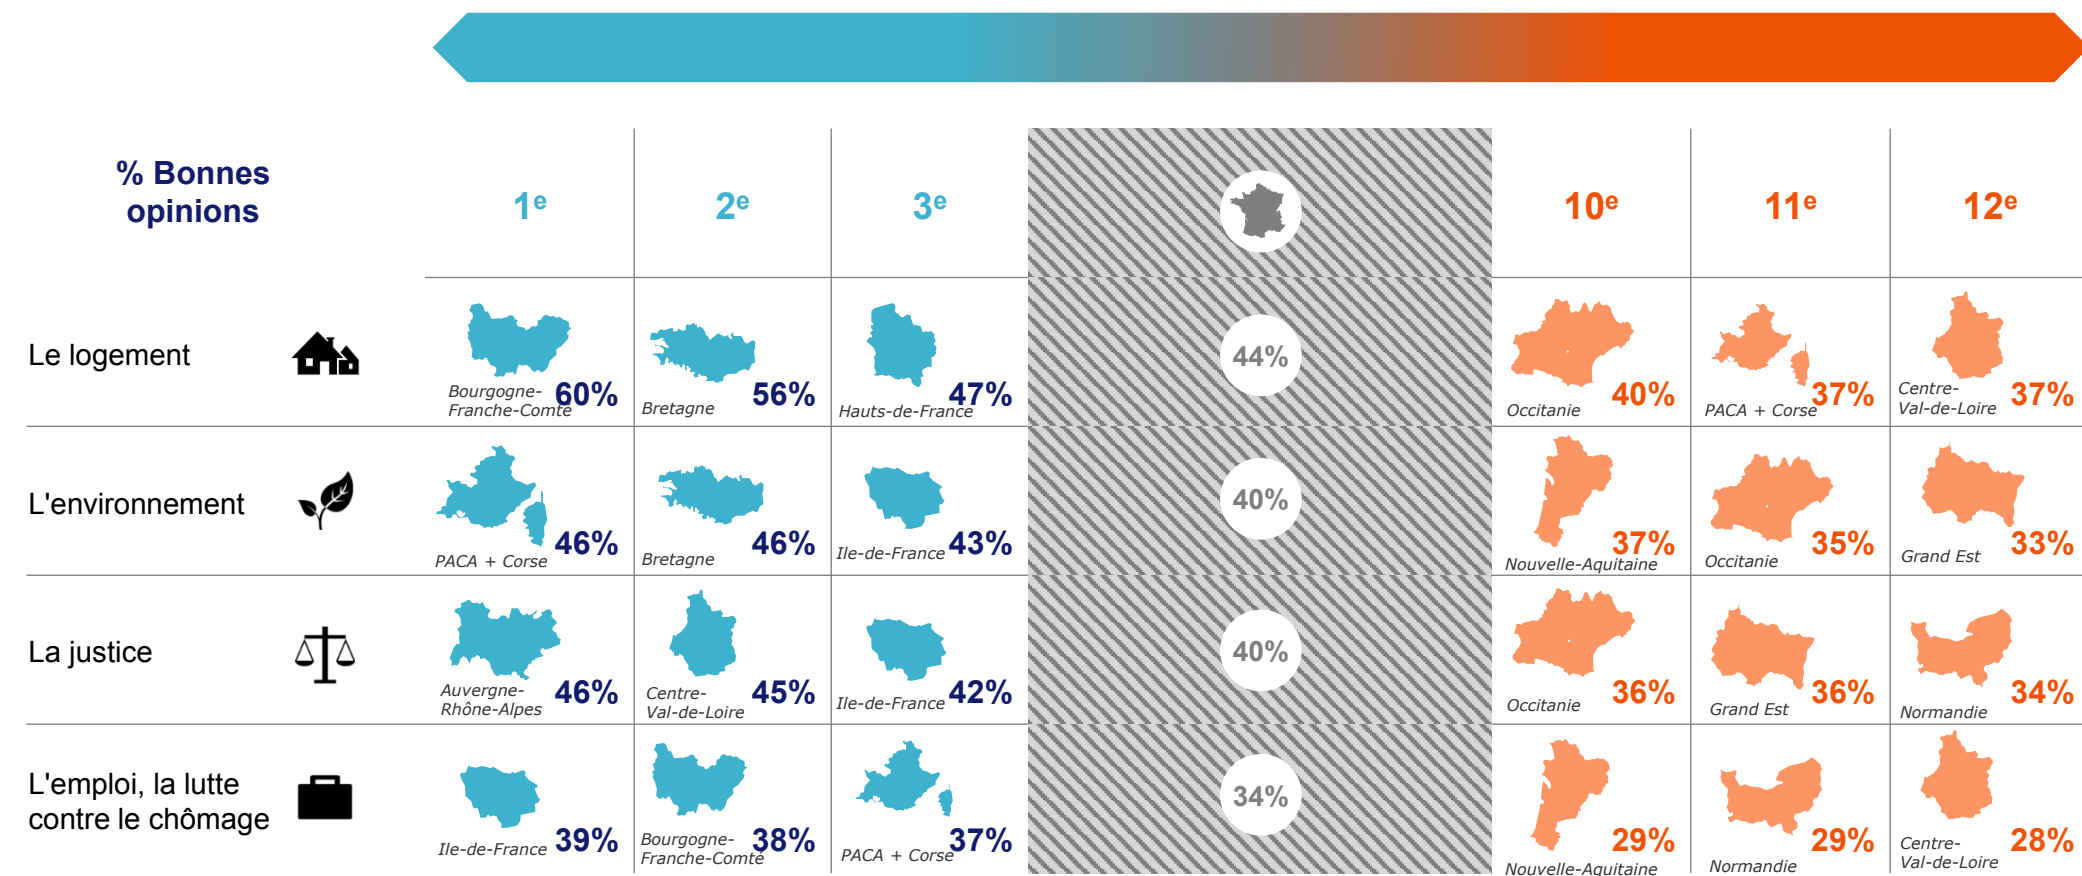 % Bonnes
opinions
1e
2e
3e
10e
11e
12e
Le logement
Bourgogne-
Franche-Comté
60%
Bretagne
56%
Hauts-de-France
47%
44%
Occitanie
40%
PACA + Corse
37%
Centre-
Val-de-Loire
37%
L'environnement
PACA + Corse
46%
Bretagne
46%
Ile-de-France
43%
40%
Nouvelle-Aquitaine
37%
Occitanie
35%
Grand Est
33%
La justice
Auvergne-
Rhône-Alpes
46%
Centre-
Val-de-Loire
45%
Ile-de-France
42%
40%
Occitanie
36%
Grand Est
36%
Normandie
34%
L'emploi, la lutte
contre le chômage
Ile-de-France
39%
Bourgogne-
Franche-Comté
38%
PACA + Corse
37%
34%
Nouvelle-Aquitaine
29%
Normandie
29%
Centre-
Val-de-Loire
28%